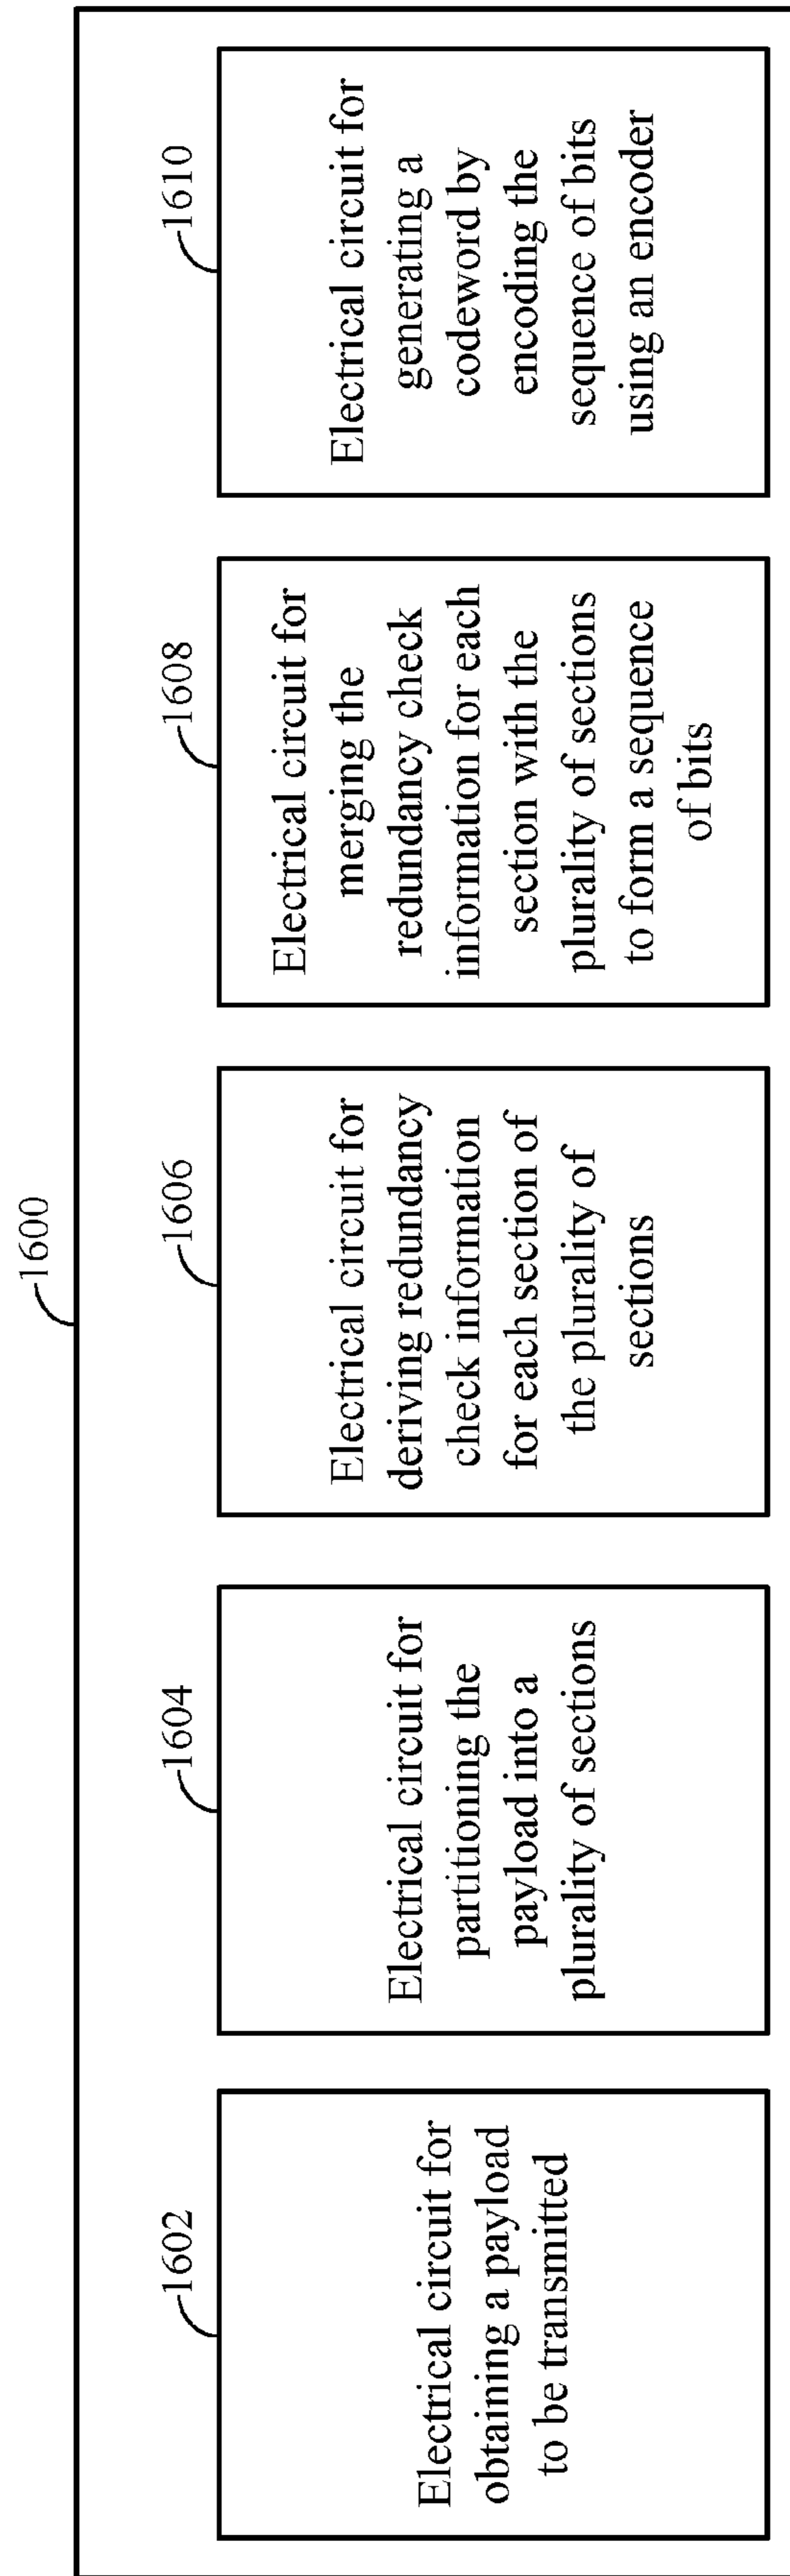 1600
1602
Electrical circuit for
obtaining a payload
to be transmitted
1604
Electrical circuit for
partitioning the
payload into a
plurality of sections
1606
Electrical circuit for
deriving redundancy
check information
for each section of
the plurality of
sections
1608
Electrical circuit for
merging the
redundancy check
information for each
section with the
plurality of sections
to form a sequence
of bits
1610
Electrical circuit for
generating a
codeword by
encoding the
sequence of bits
using an encoder